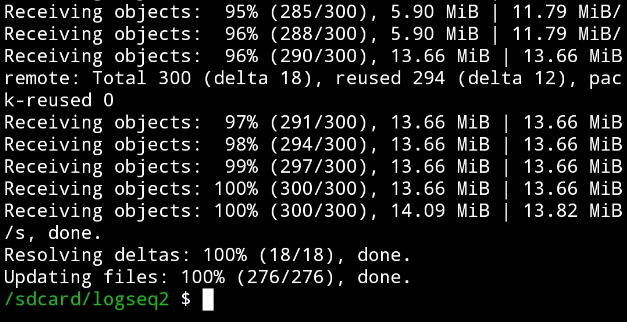 Receiving objects:  95% (285/300), 5.90 MiB | 11.79 MiB/
Receiving objects:  96% (288/300), 5.90 MiB | 11.79 MiB/
Receiving objects:  96% (290/300), 13.66 MiB | 13.66 MiB
remote: Total 300 (delta 18), reused 294 (delta 12), pac
k-reused 0
Receiving objects:  97% (291/300), 13.66 MiB | 13.66 MiB
Receiving objects:  98% (294/300), 13.66 MiB | 13.66 MiB
Receiving objects:  99% (297/300), 13.66 MiB | 13.66 MiB
Receiving objects: 100% (300/300), 13.66 MiB | 13.66 MiB
Receiving objects: 100% (300/300), 14.09 MiB | 13.82 MiB
/s, done.
Resolving deltas: 100% (18/18), done.
Updating files: 100% (276/276), done.
/sdcard/logseq2 $